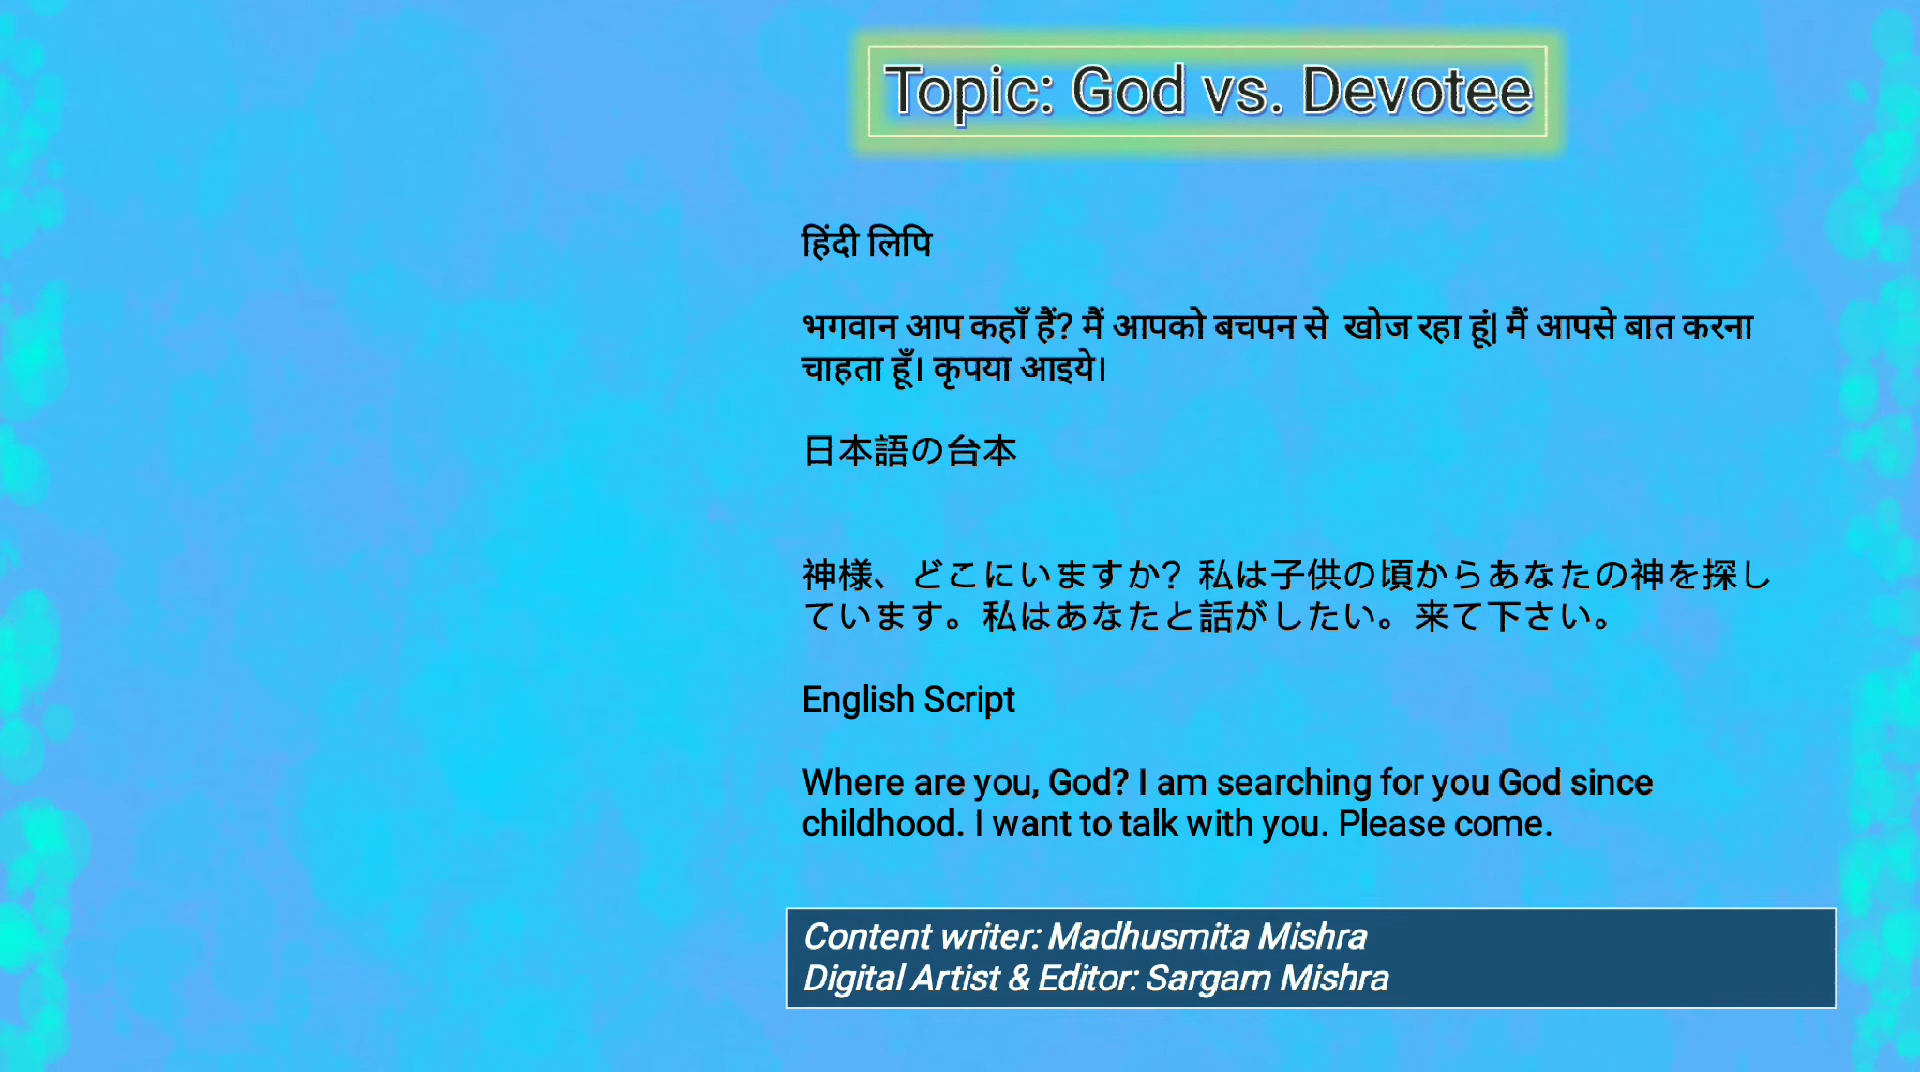 Topic: God vs. Devotee
हिंदी लिपि
भगवान आप कहाँ हैं? मैं आपको बचपन से खोज रहा हूं| मैं आपसे बात करना
चाहता हूँ। कृपया आइये।
日本語の台本
神様、どこにいますか? 私は子供の頃からあなたの神を探し
ています。私はあなたと話がしたい。来て下さい。
English Script
Where are you, God? I am searching for you God since
childhood. I want to talk with you. Please come.
Content writer: Madhusmita Mishra
Digital Artist & Editor: Sargam Mishra